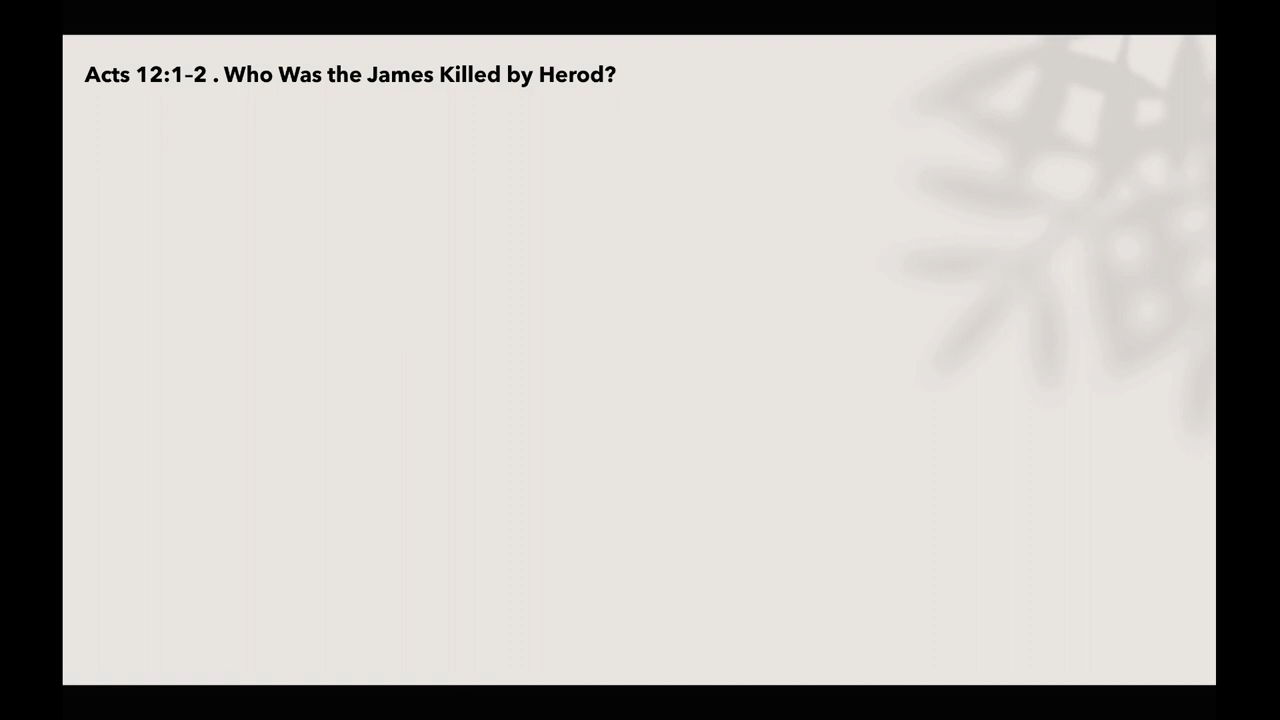 Acts 12:1–2 . Who Was the James Killed by Herod?